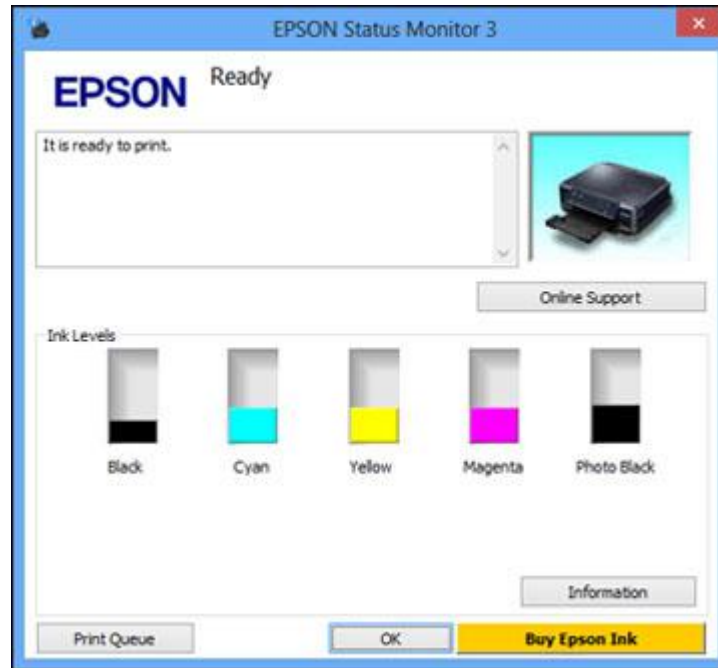 EPSON Status Monitor 3
EPSON
Ready
It is ready to print.
Online Support
Ink Levels
Black Cyan Yellow Magenta Photo Black
Information
Print Queue OK Buy Epson Ink